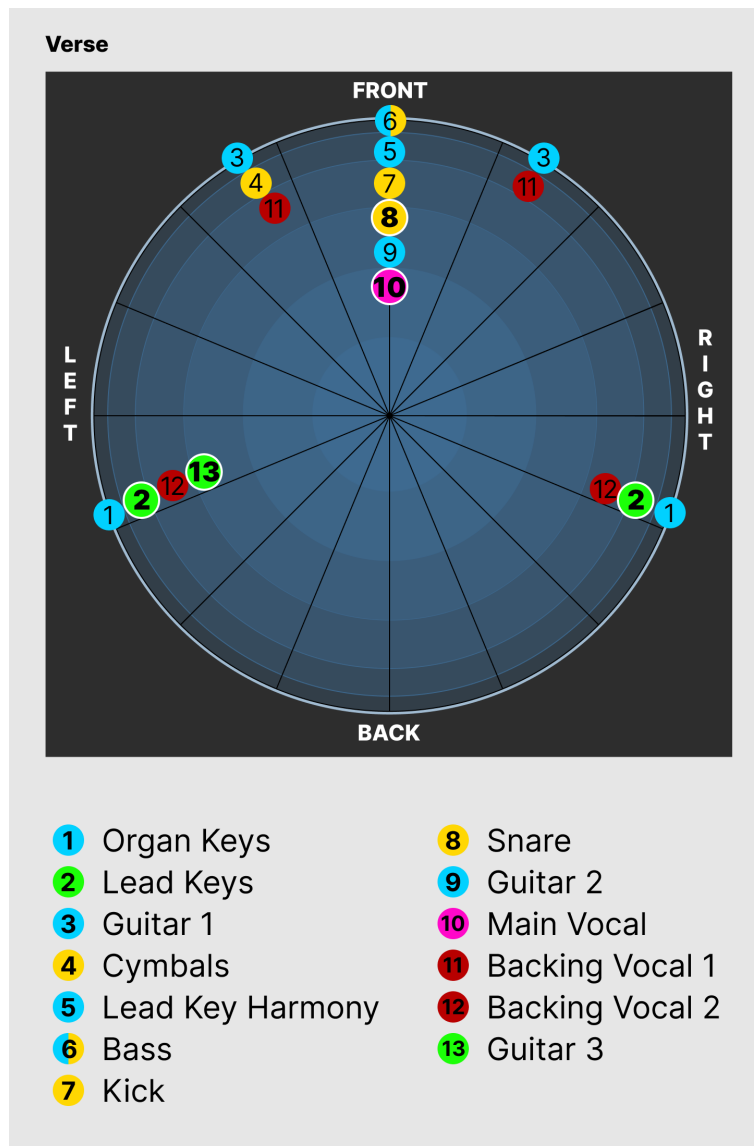 Verse
FRONT
6
3 5 3
4 7 11
11 8
9
10
LEFT
RIGHT
13
12 12
2 2
1 1
BACK
1 Organ Keys
2 Lead Keys
3 Guitar 1
4 Cymbals
5 Lead Key Harmony
6 Bass
7 Kick
8 Snare
9 Guitar 2
10 Main Vocal
11 Backing Vocal 1
12 Backing Vocal 2
13 Guitar 3